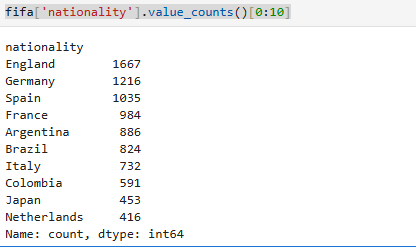 fifa['nationality'].value_counts()[0:10]
nationality
England        1667
Germany        1216
Spain          1035
France          984
Argentina       886
Brazil          824
Italy           732
Colombia        591
Japan           453
Netherlands     416
Name: count, dtype: int64